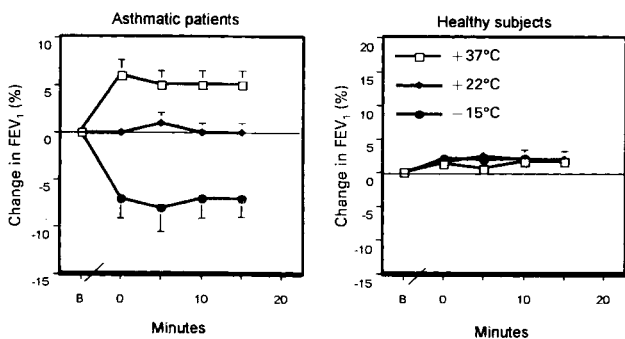 Asthmatic patients
Change in FEV1 (%)
10
5
0
-5
-10
-15
B 0 10 20
Minutes
Healthy subjects
Change in FEV1 (%)
20
15
10
5
0
5
10
-15
+37°C
+22°C
−15°C
B 0 10 20
Minutes